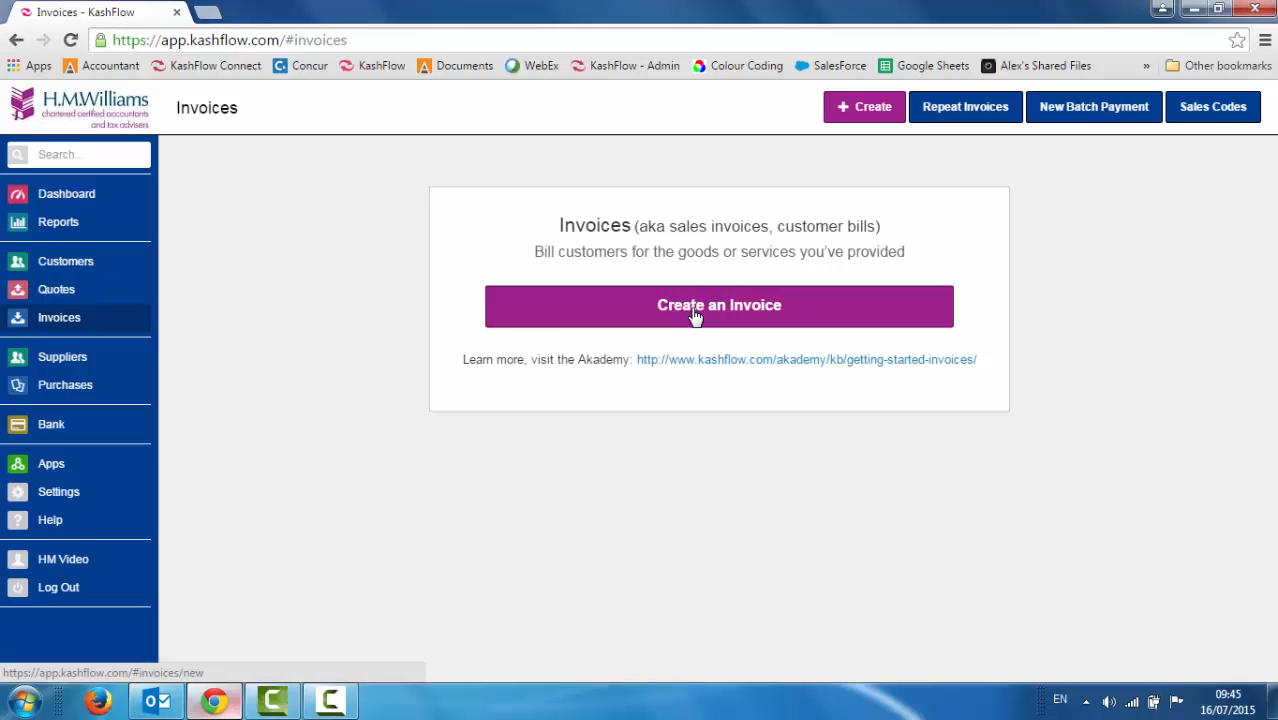 Invoices - KashFlow
https://app.kashflow.com/#invoices
Apps Accountant KashFlow Connect Concur KashFlow Documents WebEx KashFlow - Admin Colour Coding SalesForce Google Sheets Alex's Shared Files » Other bookmarks
H.M.Williams
chartered certified accountants
and tax advisers
Invoices
+ Create Repeat Invoices New Batch Payment Sales Codes
Search...
Dashboard
Reports
Customers
Quotes
Invoices
Suppliers
Purchases
Bank
Apps
Settings
Help
HM Video
Log Out
Invoices (aka sales invoices, customer bills)
Bill customers for the goods or services you've provided
Create an Invoice
Learn more, visit the Akademy: http://www.kashflow.com/akademy/kb/getting-started-invoices/
https://app.kashflow.com/#invoices/new
EN
09:45
16/07/2015